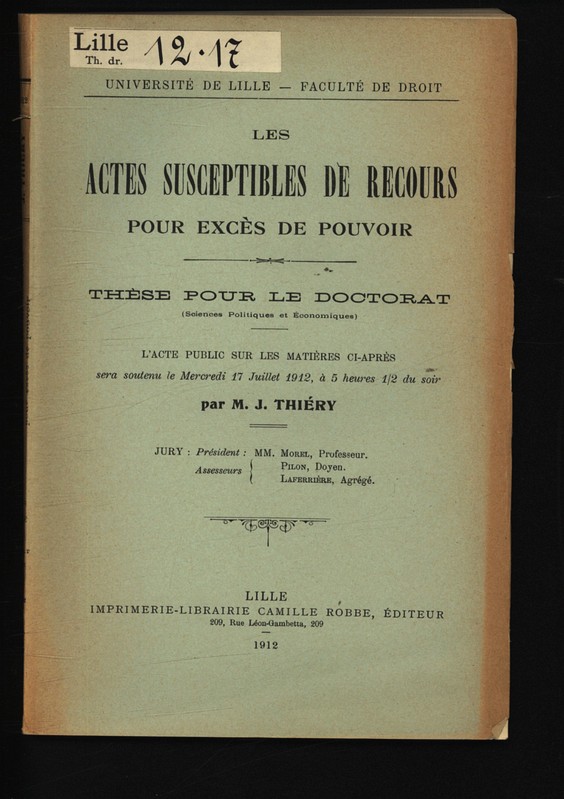 Lille
Th. dr.
12.17
UNIVERSITÉ DE LILLE — FACULTÉ DE DROIT
LES
ACTES SUSCEPTIBLES DE RECOURS
POUR EXCÈS DE POUVOIR
THÈSE POUR LE DOCTORAT
(Sciences Politiques et Économiques)
L'ACTE PUBLIC SUR LES MATIÈRES CI-APRÈS
sera soutenu le Mercredi 17 Juillet 1912, à 5 heures 1/2 du soir
par M. J. THIÉRY
JURY : Président : MM. MOREL, Professeur.
Assesseurs { PILON, Doyen.
LAFERRIÈRE, Agrégé.
LILLE
IMPRIMERIE-LIBRAIRIE CAMILLE ROBBE, ÉDITEUR
209, Rue Léon-Gambetta, 209
1912